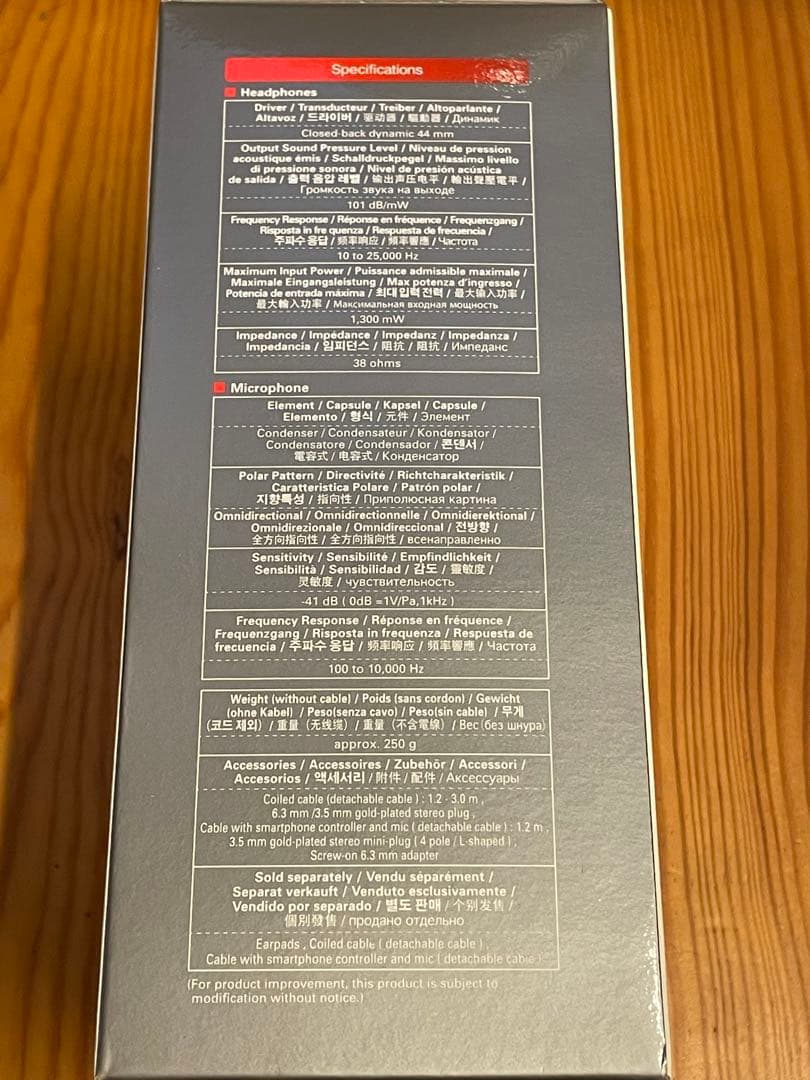 Specifications
Headphones
Driver / Transducteur / Treiber / Altoparlante /
Altavoz / 드라이버 / 驱动器 / 驅動器 / Динамик
Closed-back dynamic 44 mm
Output Sound Pressure Level / Niveau de pression
acoustique émis / Schalldruckpegel / Massimo livello
di pressione sonora / Nivel de presión acústica
de salida / 출력 음압 레벨 / 输出声压电平 / 輸出聲壓電平 /
Громкость звука на выходе
101 dB/mW
Frequency Response / Réponse en fréquence / Frequenzgang /
Risposta in fre quenza / Respuesta de frecuencia /
주파수 응답 / 频率响应 / 頻率響應 / Частота
10 to 25,000 Hz
Maximum Input Power / Puissance admissible maximale /
Maximale Eingangsleistung / Max potenza d'ingresso /
Potencia de entrada máxima / 최대 입력 전력 / 最大输入功率 /
最大輸入功率 / Максимальная входная мощность
1,300 mW
Impedance / Impédance / Impedanz / Impedanza /
Impedancia / 임피던스 / 阻抗 / 阻抗 / Импеданс
38 ohms
Microphone
Element / Capsule / Kapsel / Capsule /
Elemento / 형식 / 元件 / Элемент
Condenser / Condensateur / Kondensator /
Condensatore / Condensador / 콘덴서 /
電容式 / 电容式 / Конденсатор
Polar Pattern / Directivité / Richtcharakteristik /
Caratteristica Polare / Patrón polar /
지향특성 / 指向性 / Приполюсная картина
Omnidirectional / Omnidirectionnelle / Omnidierektional /
Omnidirezionale / Omnidireccional / 전방향 /
全方向指向性 / 全方方向指向性 / всенаправленно
Sensitivity / Sensibilité / Empfindlichkeit /
Sensibilità / Sensibilidad / 감도 / 靈敏度 /
灵敏度 / чувствительность
-41 dB ( 0dB =1V/Pa,1kHz )
Frequency Response / Réponse en fréquence /
Frequenzgang / Risposta in frequenza / Respuesta de
frecuencia / 주파수 응답 / 频率响应 / 頻率響應 / Частота
100 to 10,000 Hz
Weight (without cable) / Poids (sans cordon) / Gewicht
(ohne Kabel) / Peso(senza cavo) / Peso(sin cable) / 무게
(코드 제외) / 重量（无线缆）/ 重量（不含電線）/ Вес (без шнура)
approx. 250 g
Accessories / Accessoires / Zubehör / Accessori /
Accesorios / 액세서리 / 附件 / 配件 / Аксессуары
Coiled cable (detachable cable) : 1.2 - 3.0 m ,
6.3 mm /3.5 mm gold-plated stereo plug ,
Cable with smartphone controller and mic ( detachable cable ) : 1.2 m ,
3.5 mm gold-plated stereo mini-plug ( 4 pole / L-shaped ) ,
Screw-on 6.3 mm adapter
Sold separately / Vendu séparément /
Separat verkauft / Venduto esclusivamente /
Vendido por separado / 별도 판매 / 个别发售 /
個別發售 / продано отдельно
Earpads , Coiled cable ( detachable cable ) ,
Cable with smartphone controller and mic ( detachable cable )
(For product improvement, this product is subject to
modification without notice.)